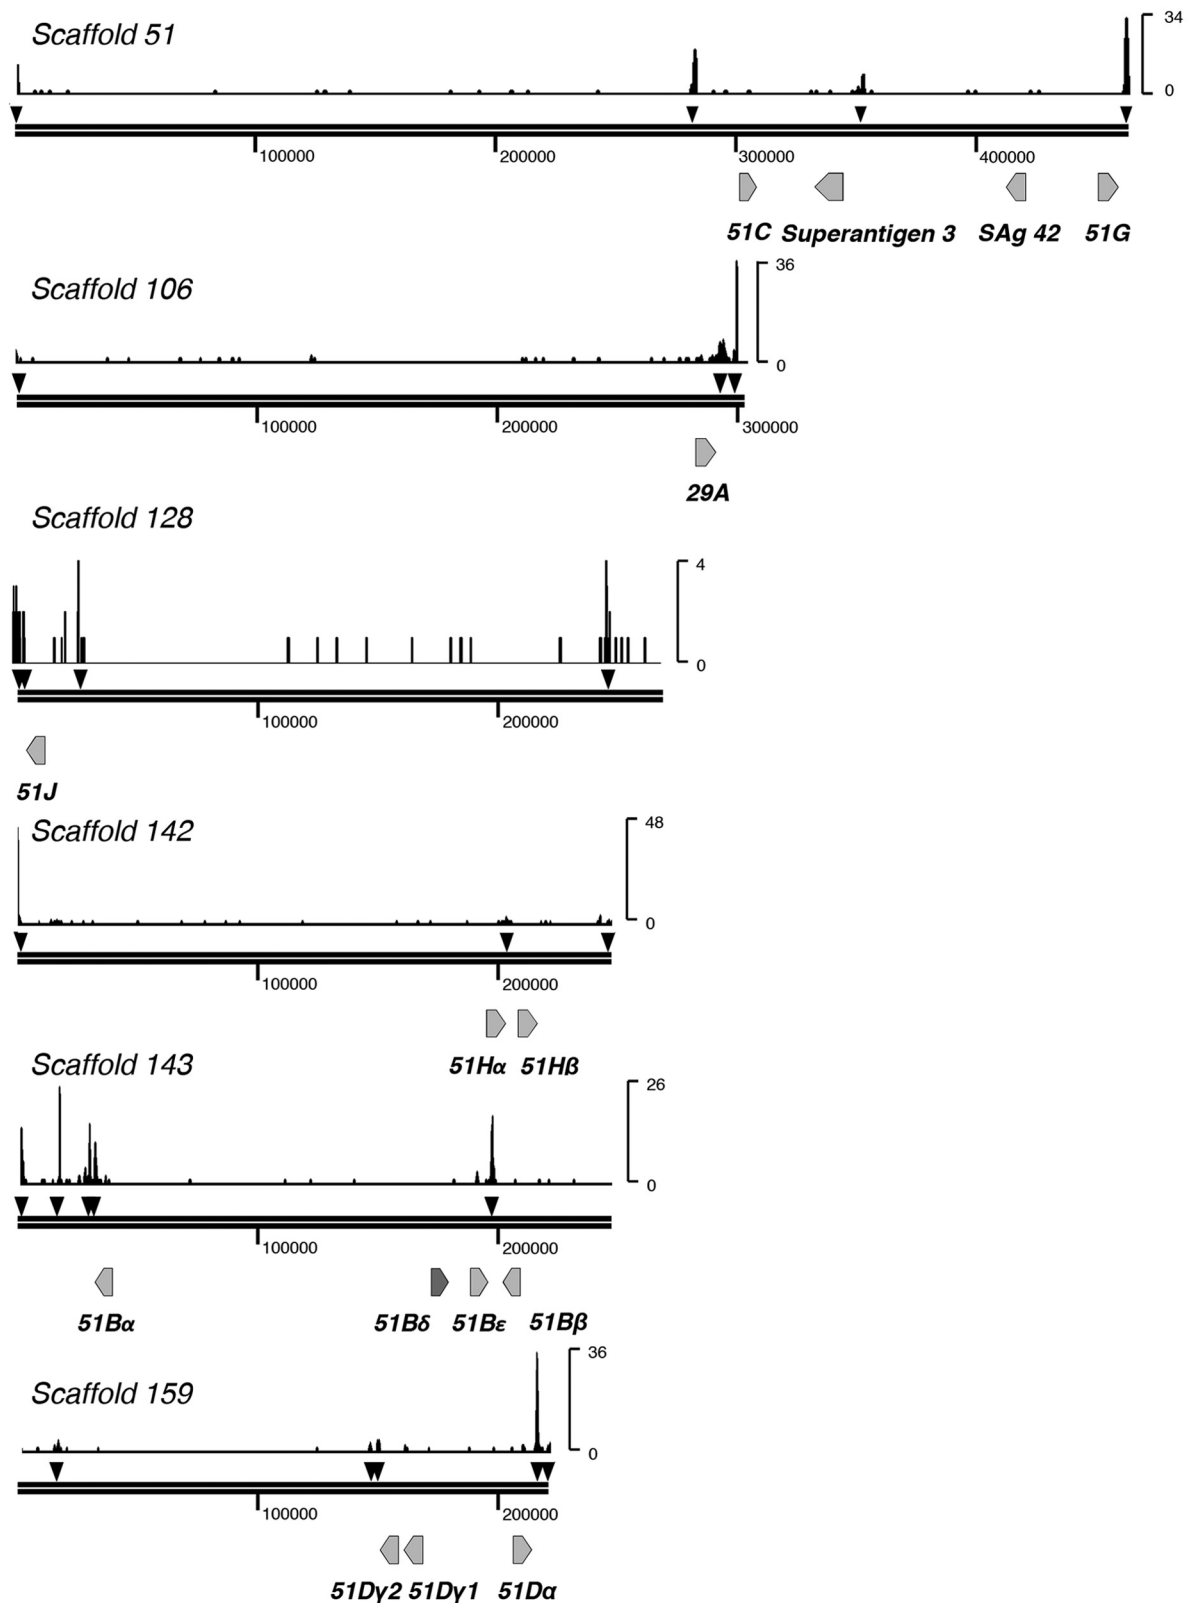 Scaffold 51
34
0
100000 200000 300000 400000
51C Superantigen 3 SAg 42 51G
Scaffold 106
36
0
100000 200000 300000
29A
Scaffold 128
4
0
100000 200000
51J
Scaffold 142
48
0
100000 200000
51Hα 51Hß
Scaffold 143
26
0
100000 200000
51Bα 51Bδ 51Bε 51Bβ
Scaffold 159
36
0
100000 200000
51Dγ2 51Dγ1 51Dα